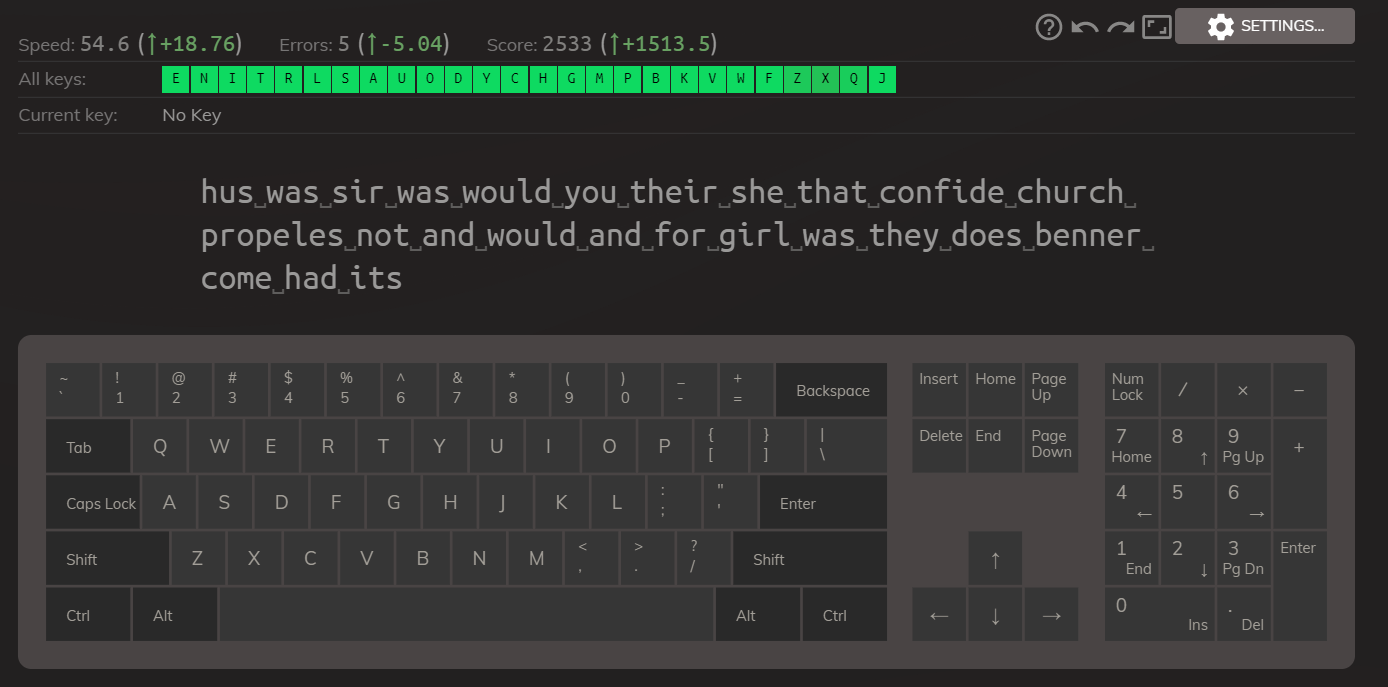 Speed: 54.6 (↑+18.76) Errors: 5 (↑-5.04) Score: 2533 (↑+1513.5) ? SETTINGS...
All keys: E N I T R L S A U O D Y C H G M P B K V W F Z X Q J
Current key: No Key
hus␣was␣sir␣was␣would␣you␣their␣she␣that␣confide␣church␣
propeles␣not␣and␣would␣and␣for␣girl␣was␣they␣does␣benner␣
come␣had␣its
~ ! @ # $ % ^ & * ( ) _ + Insert Home Page Up Num Lock / × −
` 1 2 3 4 5 6 7 8 9 0 - = Backspace
Tab Q W E R T Y U I O P { } | Delete End Page Down 7 8 9 +
[ ] \ Home ↑ Pg Up
Caps Lock A S D F G H J K L : " Enter 4 5 6
; ' ← →
Shift Z X C V B N M < > ? Shift ↑ 1 2 3 Enter
, . / End ↓ Pg Dn
Ctrl Alt Alt Ctrl ← ↓ → 0 .
Ins Del